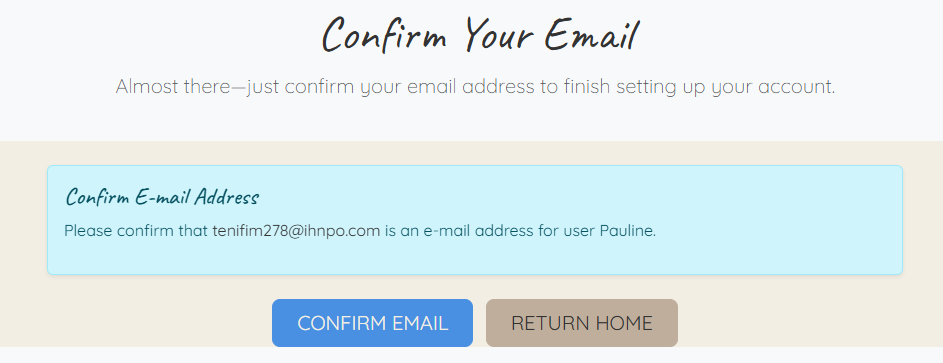 Confirm Your Email
Almost there—just confirm your email address to finish setting up your account.
Confirm E-mail Address
Please confirm that tenifim278@ihnpo.com is an e-mail address for user Pauline.
CONFIRM EMAIL
RETURN HOME